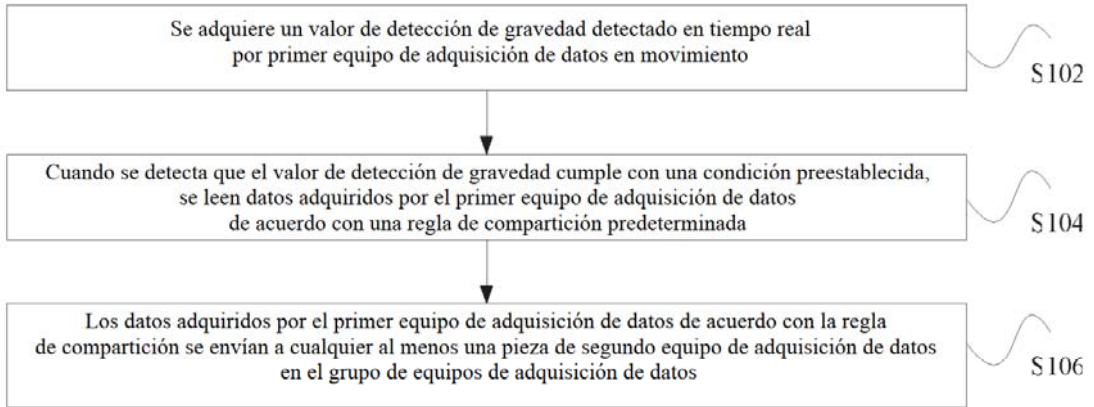 Se adquiere un valor de detección de gravedad detectado en tiempo real
por primer equipo de adquisición de datos en movimiento
S102
Cuando se detecta que el valor de detección de gravedad cumple con una condición preestablecida,
se leen datos adquiridos por el primer equipo de adquisición de datos
de acuerdo con una regla de compartición predeterminada
S104
Los datos adquiridos por el primer equipo de adquisición de datos de acuerdo con la regla
de compartición se envían a cualquier al menos una pieza de segundo equipo de adquisición de datos
en el grupo de equipos de adquisición de datos
S106